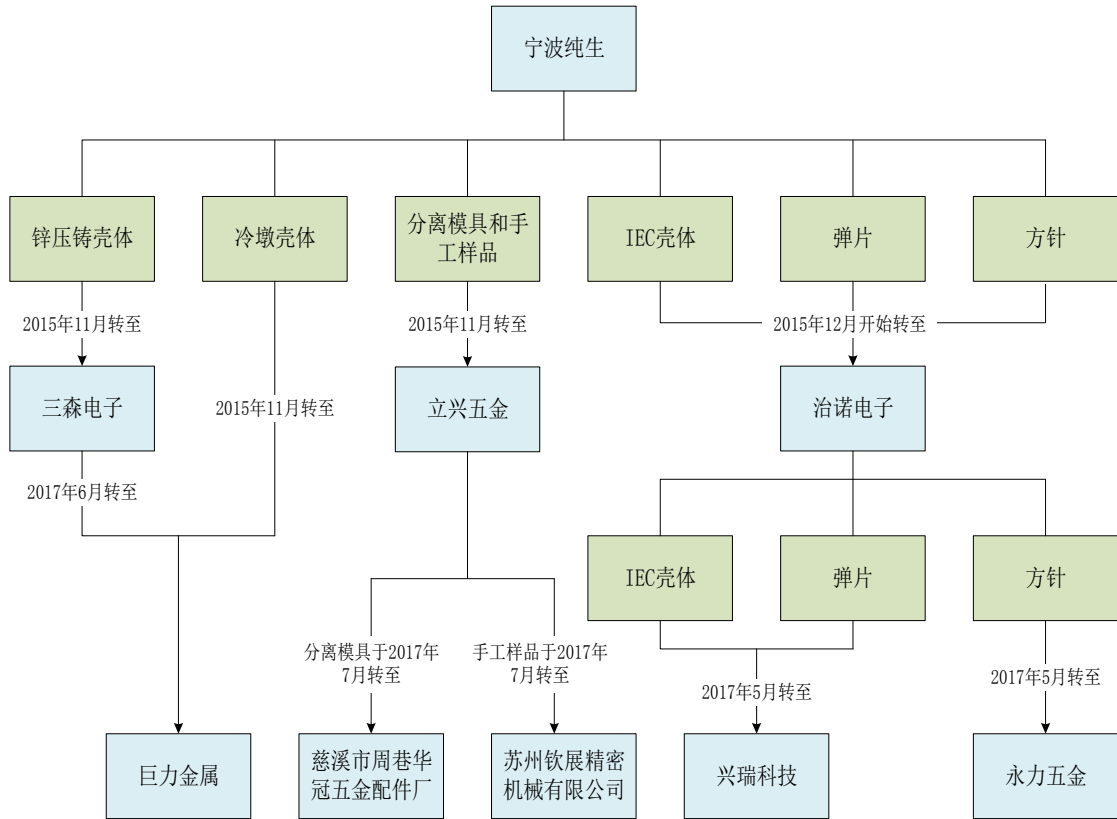 宁波纯生
锌压铸壳体
冷墩壳体
分离模具和手
工样品
IEC壳体
弹片
方针
2015年11月转至
2015年11月转至
2015年12月开始转至
三森电子
2015年11月转至
立兴五金
治诺电子
2017年6月转至
IEC壳体
弹片
方针
分离模具于2017年
7月转至
手工样品于2017年
7月转至
2017年5月转至
2017年5月转至
巨力金属
慈溪市周巷华
冠五金配件厂
苏州钦展精密
机械有限公司
兴瑞科技
永力五金